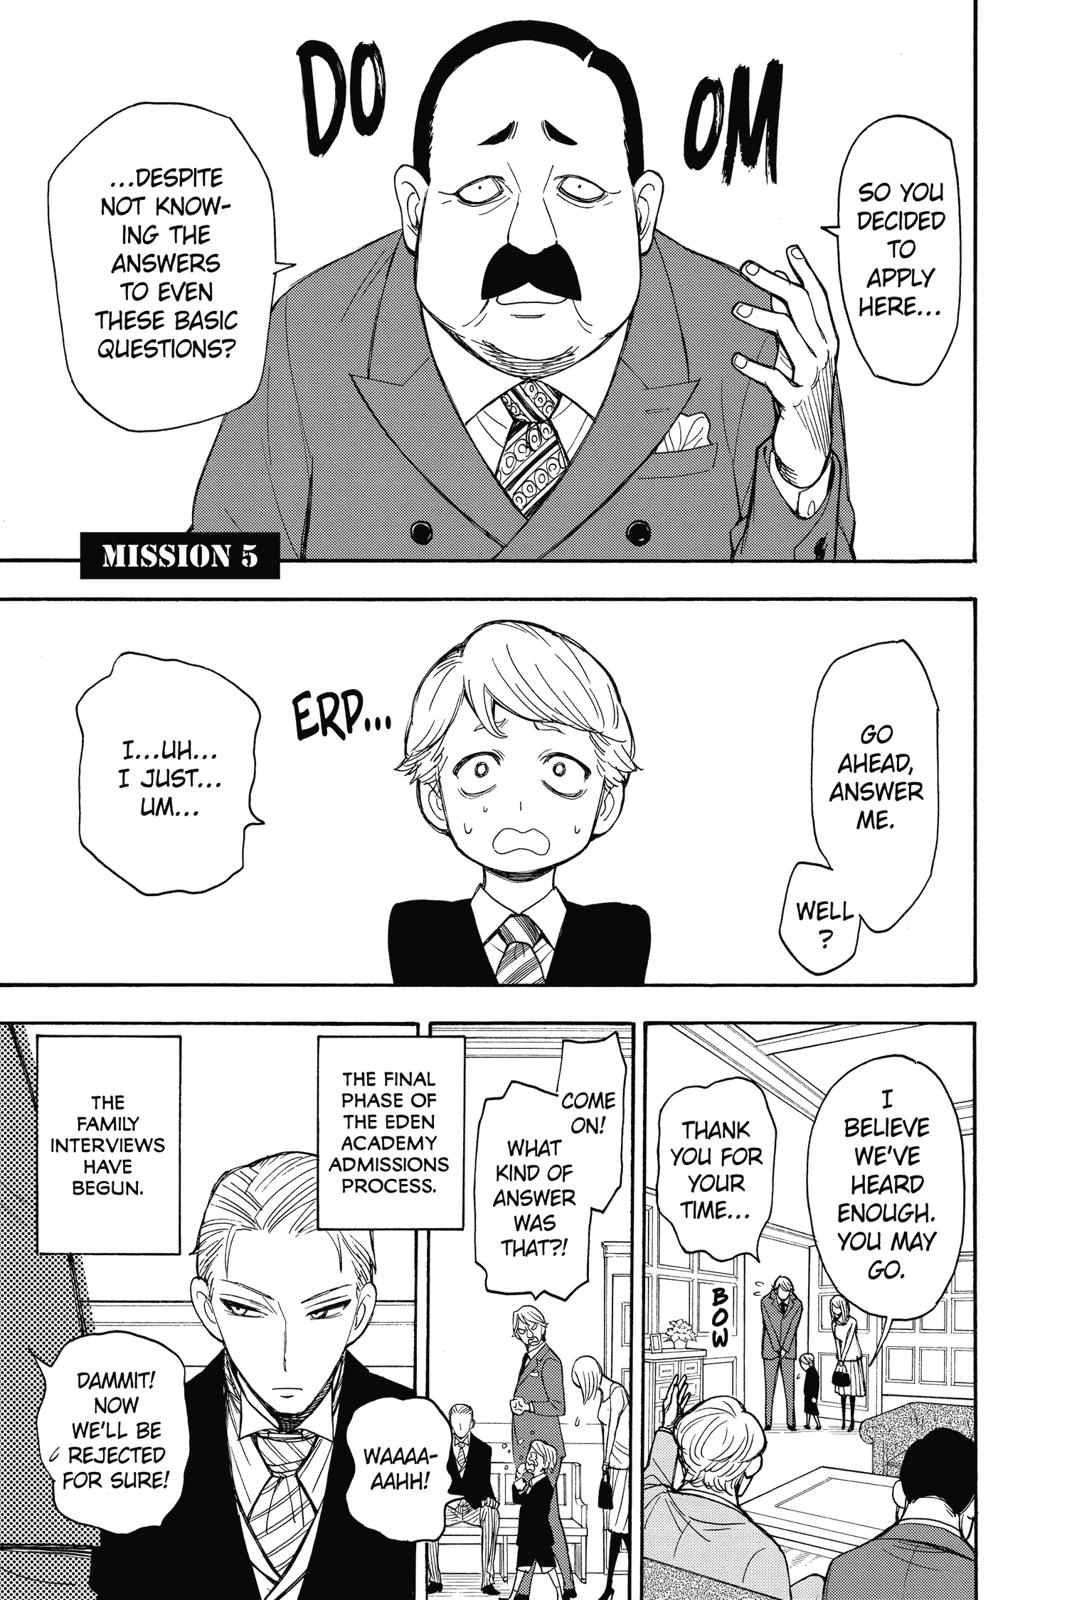 DO
OM
SO YOU
DECIDED
TO
APPLY
HERE...
...DESPITE
NOT KNOW-
ING THE
ANSWERS
TO EVEN
THESE BASIC
QUESTIONS?
MISSION 5
GO
AHEAD,
ANSWER
ME.
WELL
?
ERP...
I...UH...
I JUST...
UM...
I
BELIEVE
WE'VE
HEARD
ENOUGH.
YOU MAY
GO.
THANK
YOU FOR
YOUR
TIME...
BOW
COME
ON!
WHAT
KIND OF
ANSWER
WAS
THAT?!
THE FINAL
PHASE OF
THE EDEN
ACADEMY
ADMISSIONS
PROCESS.
WAAAA-
AAHH!
THE
FAMILY
INTERVIEWS
HAVE
BEGUN.
DAMMIT!
NOW
WE'LL BE
REJECTED
FOR SURE!